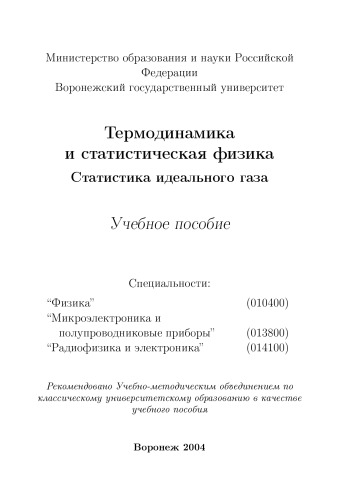 Министерство образования и науки Российской
Федерации
Воронежский государственный университет
Термодинамика
и статистическая физика
Статистика идеального газа
Учебное пособие
Специальности:
“Физика” (010400)
“Микроэлектроника и
полупроводниковые приборы” (013800)
“Радиофизика и электроника” (014100)
Рекомендовано Учебно-методическим объединением по
классическому университетскому образованию в качестве
учебного пособия
Воронеж 2004